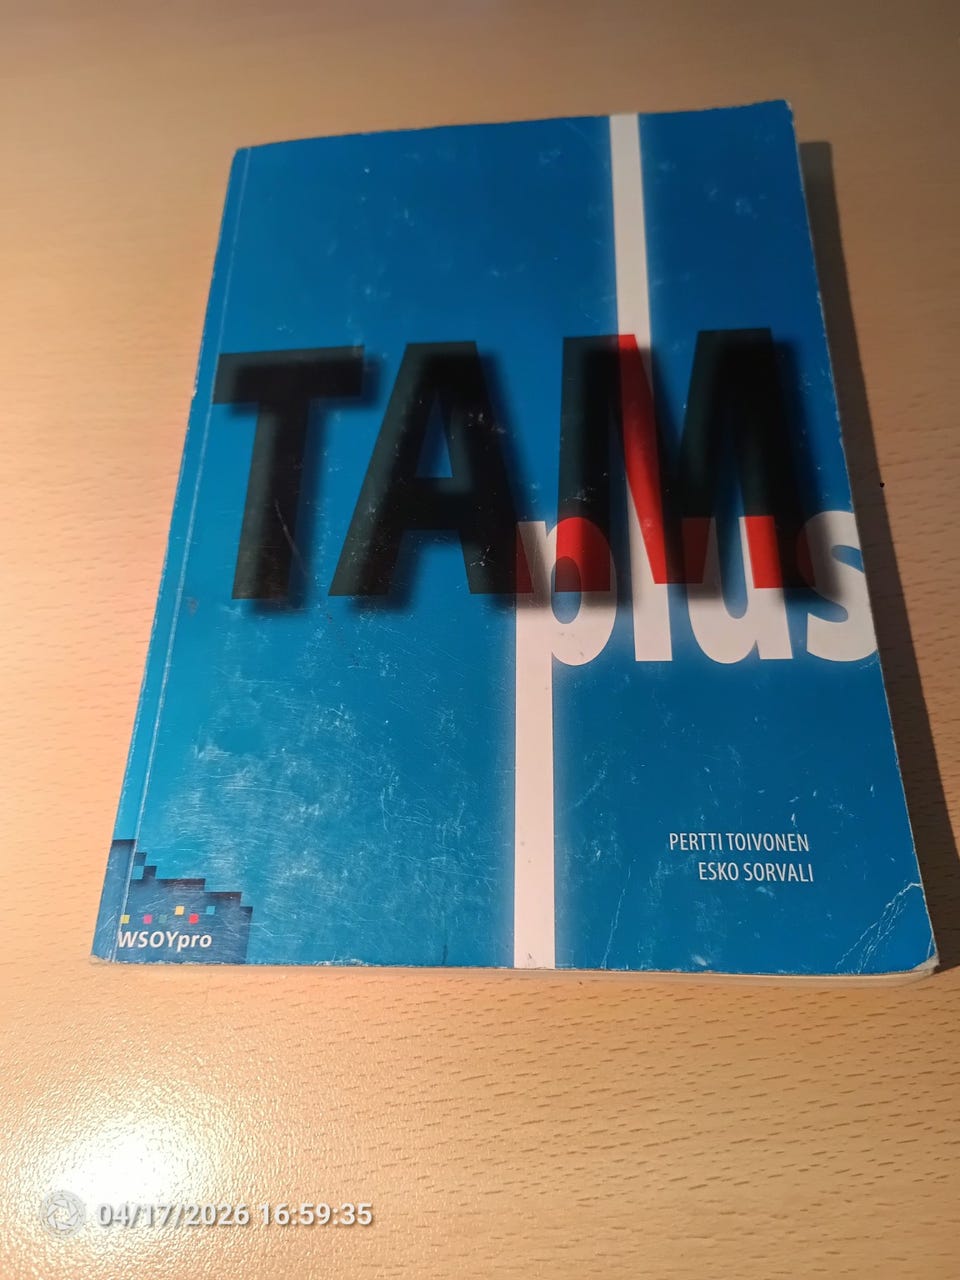 TAM
plus
PERTTI TOIVONEN
ESKO SORVALI
WSOYpro
04/17/2026 16:59:35